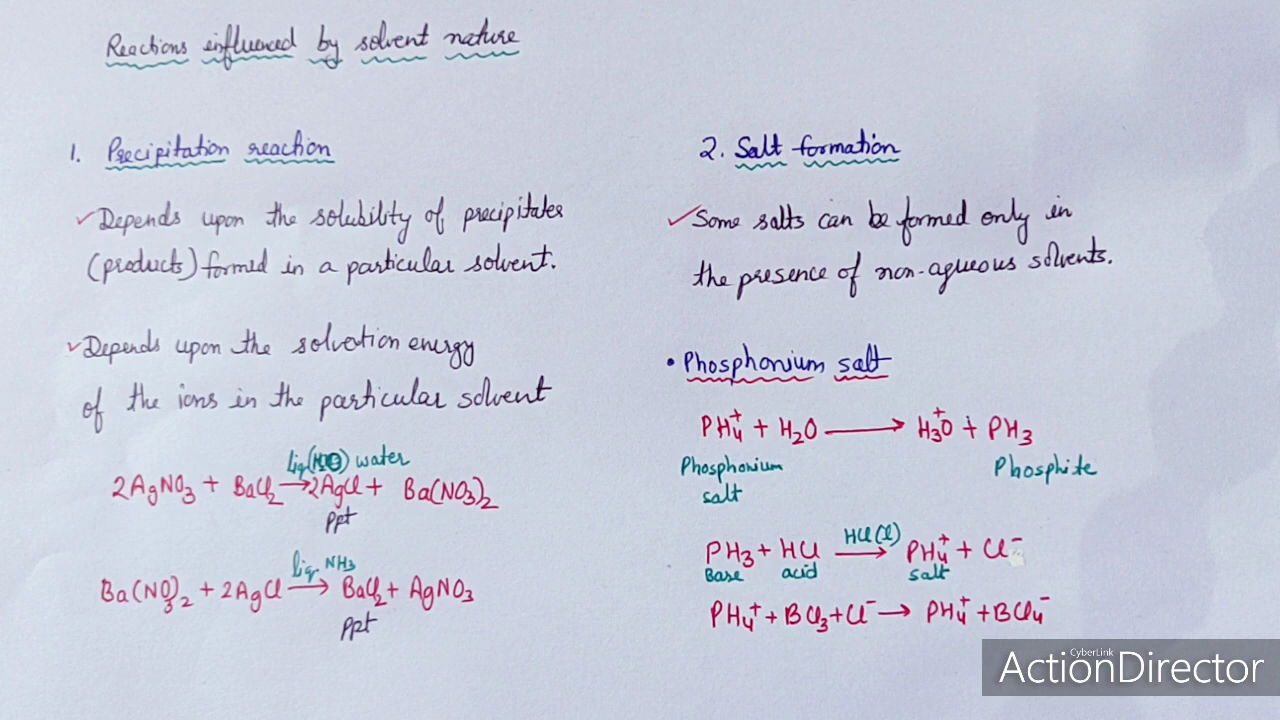 Reactions influenced by solvent nature
1. Precipitation reaction
✓Depends upon the solubility of precipitates
(products) formed in a particular solvent.
✓Depends upon the solvation energy
of the ions in the particular solvent
liq water
2AgNO₃ + BaCl₂ → 2AgCl + Ba(NO₃)₂
ppt
liq. NH₃
Ba(NO₃)₂ + 2AgCl → BaCl₂ + AgNO₃
ppt
2. Salt formation
✓Some salts can be formed only in
the presence of non-aqueous solvents.
• Phosphonium salt
PH₄⁺ + H₂O → H₃O⁺ + PH₃
Phosphonium Phosphite
salt
HCl(l)
PH₃ + HCl → PH₄⁺ + Cl⁻
Base acid salt
PH₄⁺ + BCl₃ + Cl⁻ → PH₄⁺ + BCl₄⁻
CyberLink
ActionDirector